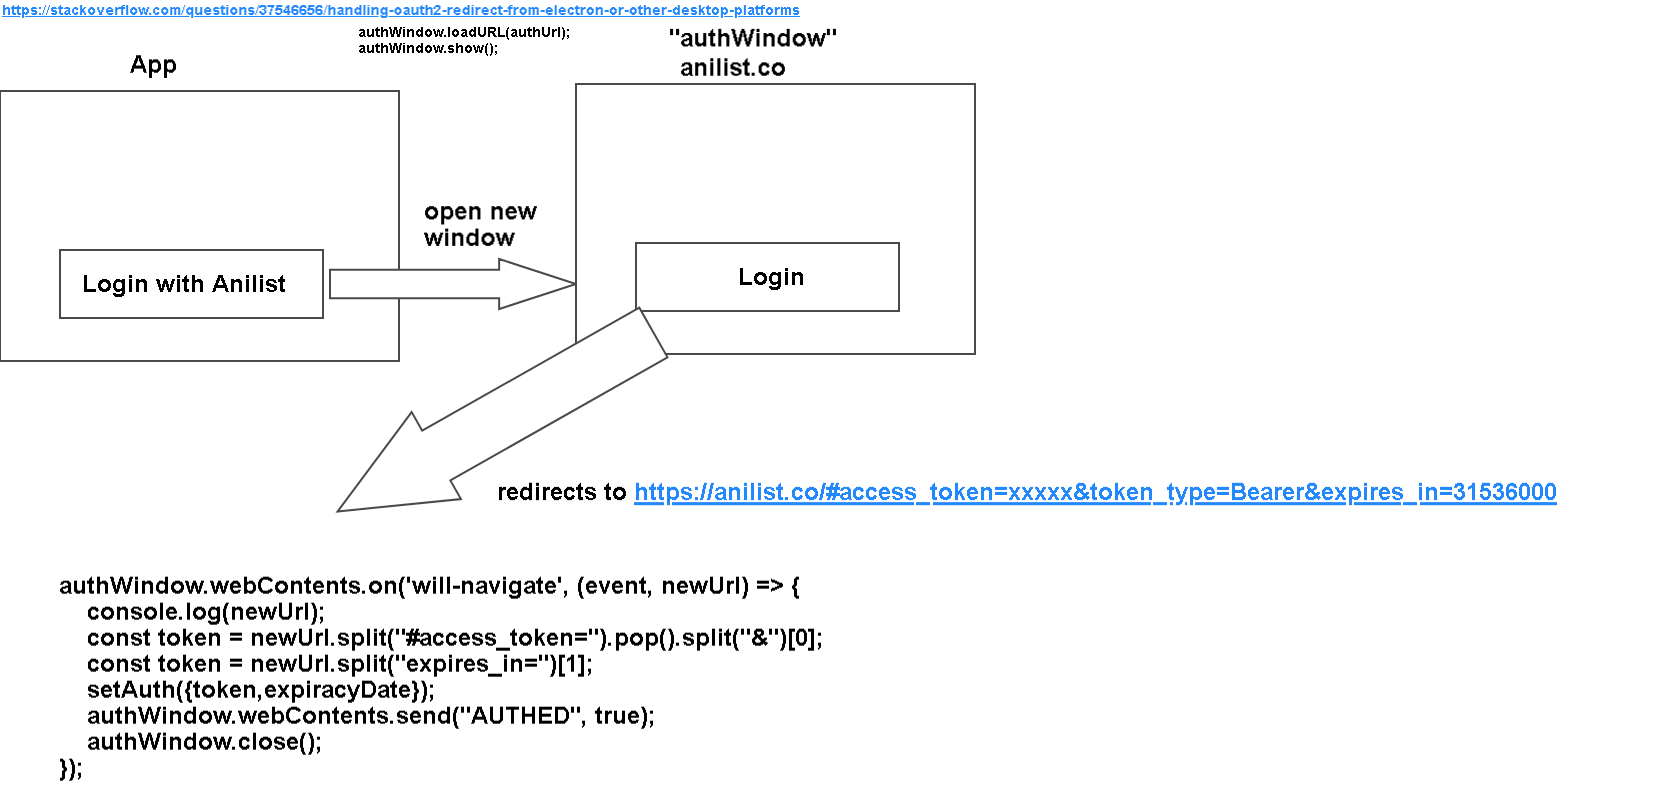 https://stackoverflow.com/questions/37546656/handling-oauth2-redirect-from-electron-or-other-desktop-platforms
authWindow.loadURL(authUrl);
authWindow.show();
"authWindow"
anilist.co
App
open new
window
Login with Anilist
Login
redirects to https://anilist.co/#access_token=xxxxx&token_type=Bearer&expires_in=31536000
authWindow.webContents.on('will-navigate', (event, newUrl) => {
console.log(newUrl);
const token = newUrl.split("#access_token=").pop().split("&")[0];
const token = newUrl.split("expires_in=")[1];
setAuth({token,expiracyDate});
authWindow.webContents.send("AUTHED", true);
authWindow.close();
});